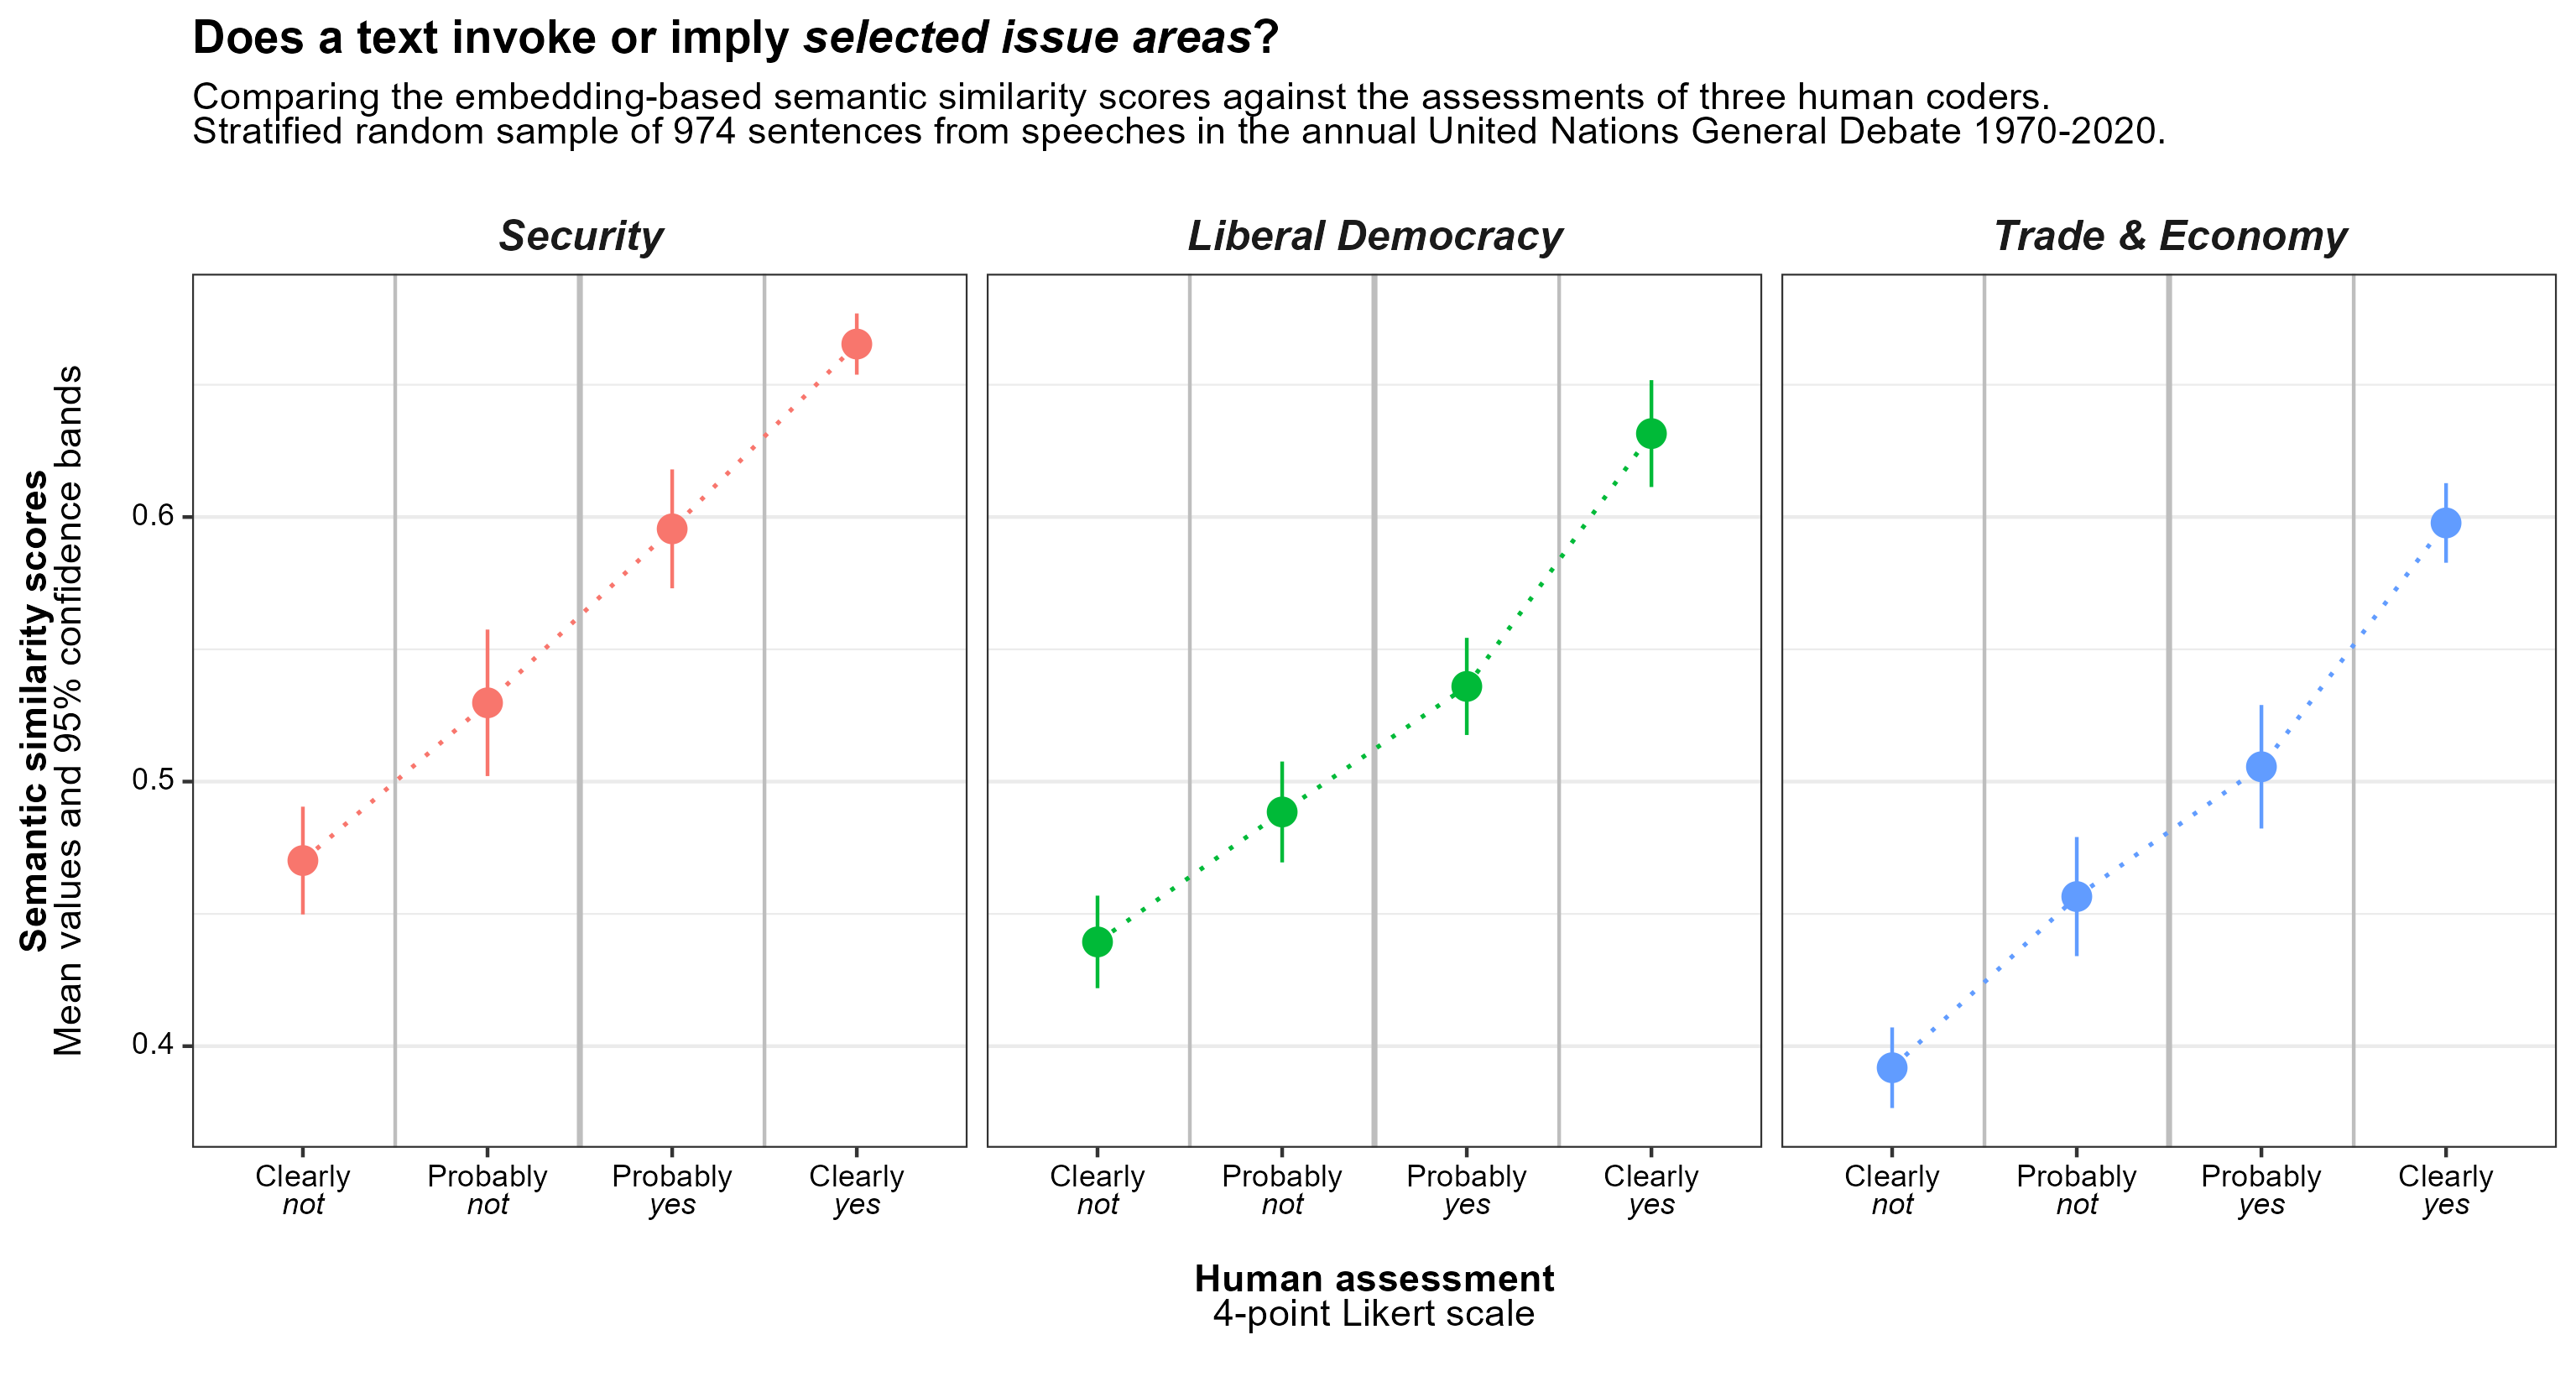 Does a text invoke or imply selected issue areas?
Comparing the embedding-based semantic similarity scores against the assessments of three human coders.
Stratified random sample of 974 sentences from speeches in the annual United Nations General Debate 1970-2020.
Security
Liberal Democracy
Trade & Economy
Semantic similarity scores
Mean values and 95% confidence bands
0.6
0.5
0.4
Clearly
not
Probably
not
Probably
yes
Clearly
yes
Clearly
not
Probably
not
Probably
yes
Clearly
yes
Clearly
not
Probably
not
Probably
yes
Clearly
yes
Human assessment
4-point Likert scale